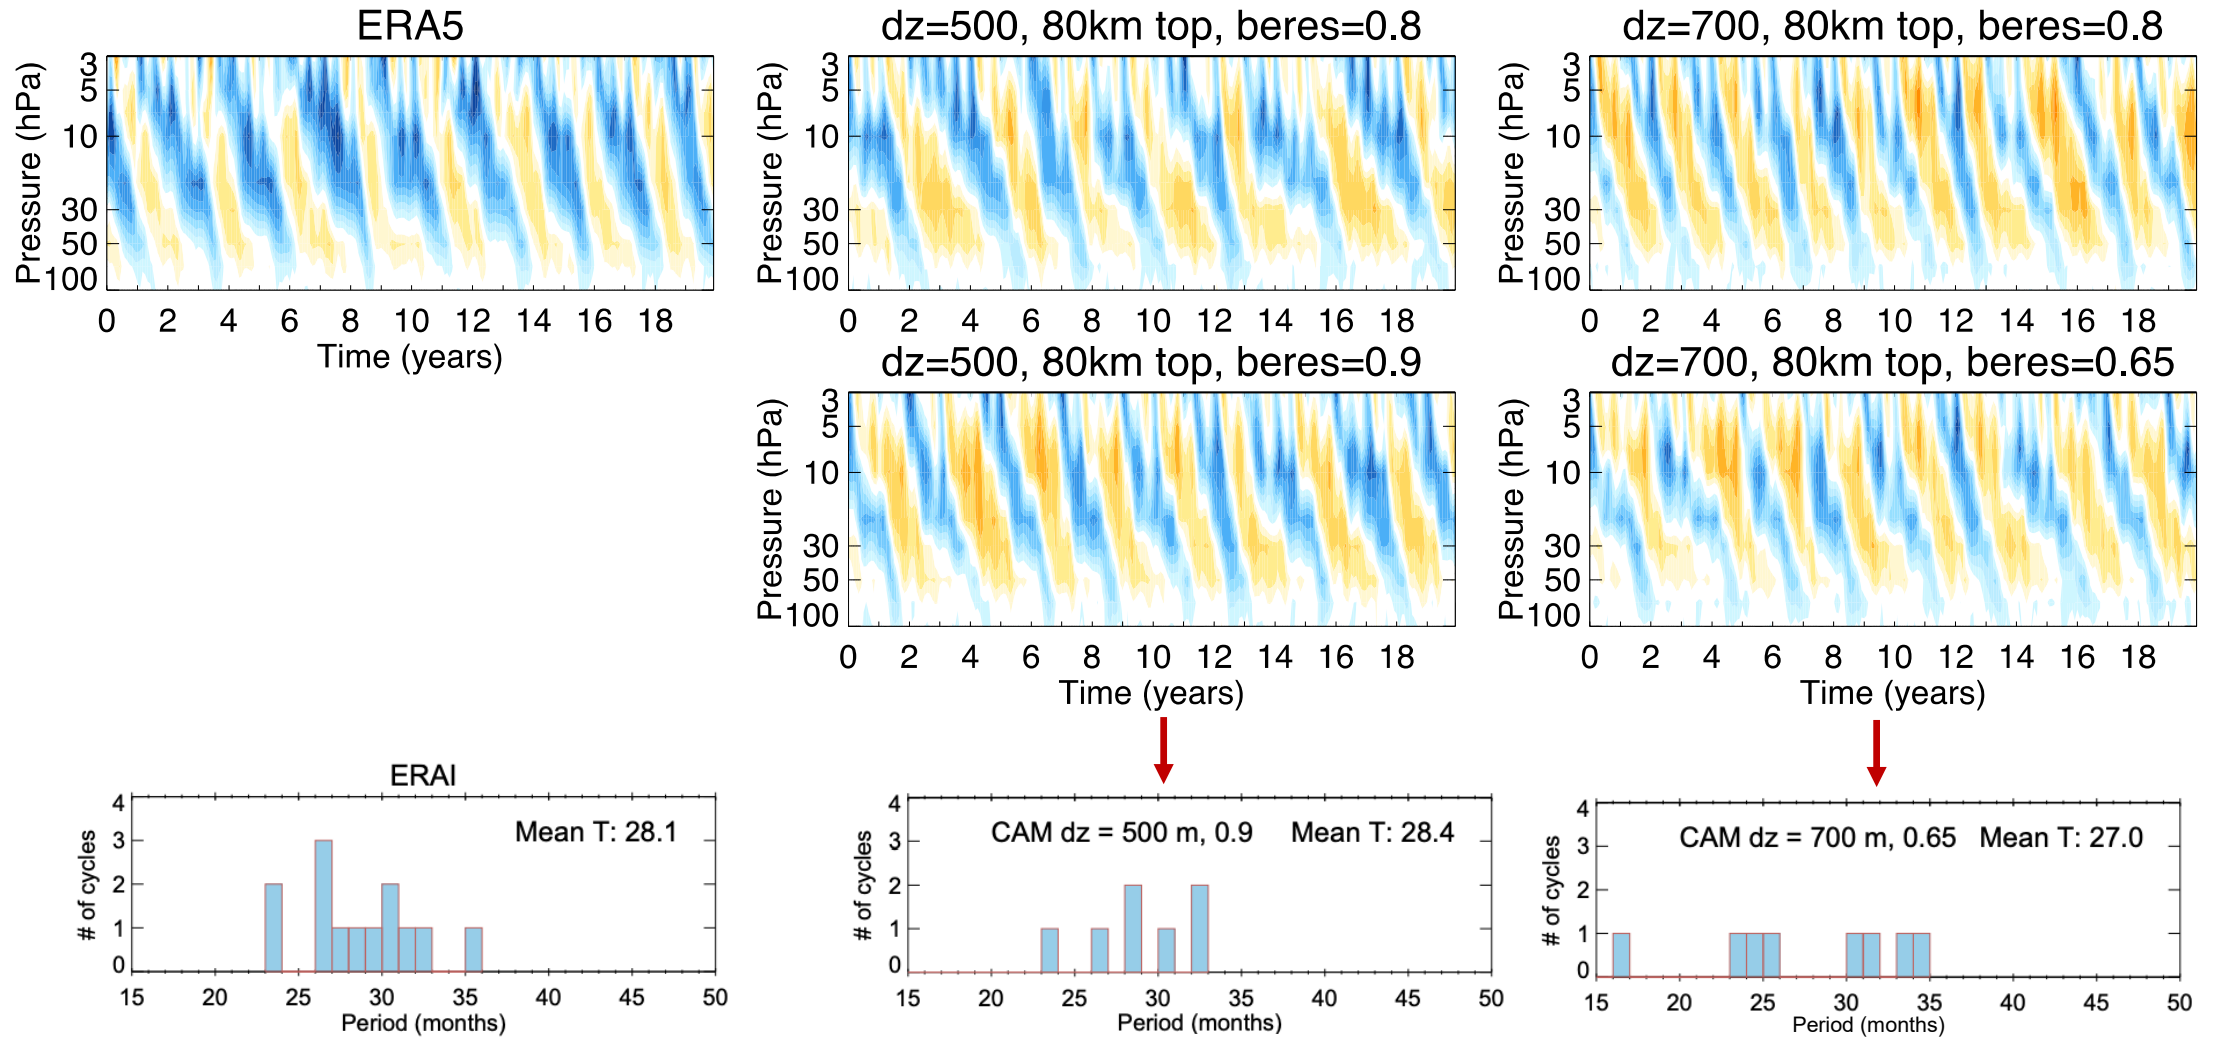 ERA5
3
5
10
30
50
100
Pressure (hPa)
0 2 4 6 8 10 12 14 16 18
Time (years)
dz=500, 80km top, beres=0.8
3
5
10
30
50
100
Pressure (hPa)
0 2 4 6 8 10 12 14 16 18
dz=700, 80km top, beres=0.8
3
5
10
30
50
100
Pressure (hPa)
0 2 4 6 8 10 12 14 16 18
dz=500, 80km top, beres=0.9
3
5
10
30
50
100
Pressure (hPa)
0 2 4 6 8 10 12 14 16 18
Time (years)
dz=700, 80km top, beres=0.65
3
5
10
30
50
100
Pressure (hPa)
0 2 4 6 8 10 12 14 16 18
Time (years)
ERAI
4
3
2
1
0
# of cycles
Mean T: 28.1
15 20 25 30 35 40 45 50
Period (months)
4
3
2
1
0
# of cycles
CAM dz = 500 m, 0.9 Mean T: 28.4
15 20 25 30 35 40 45 50
Period (months)
4
3
2
1
0
# of cycles
CAM dz = 700 m, 0.65 Mean T: 27.0
15 20 25 30 35 40 45 50
Period (months)